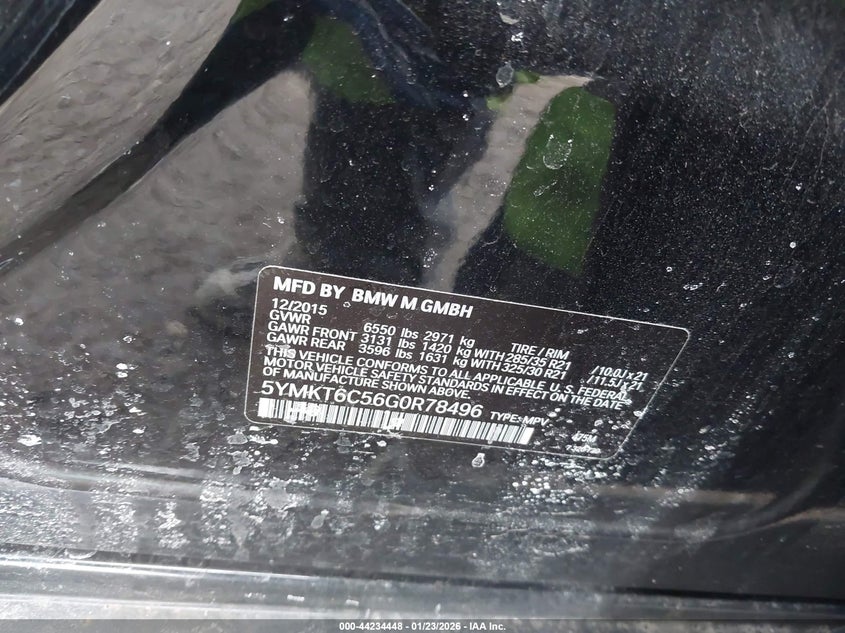 MFD BY BMW M GMBH
12/2015
GVWR 6550 lbs 2971 kg TIRE / RIM
GAWR FRONT 3131 lbs 1420 kg WITH 285/35 R21 /10.0J x 21
GAWR REAR 3596 lbs 1631 kg WITH 325/30 R21 /11.5J x 21
THIS VEHICLE CONFORMS TO ALL APPLICABLE U. S. FEDERAL
MOTOR VEHICLE SAFETY STANDARDS IN EFFECT ON THE DATE
OF MANUFACTURE SHOWN ABOVE.
5YMKT6C56G0R78496 TYPE: MPV
475M
000-44234448 - 01/23/2026 - IAA Inc.